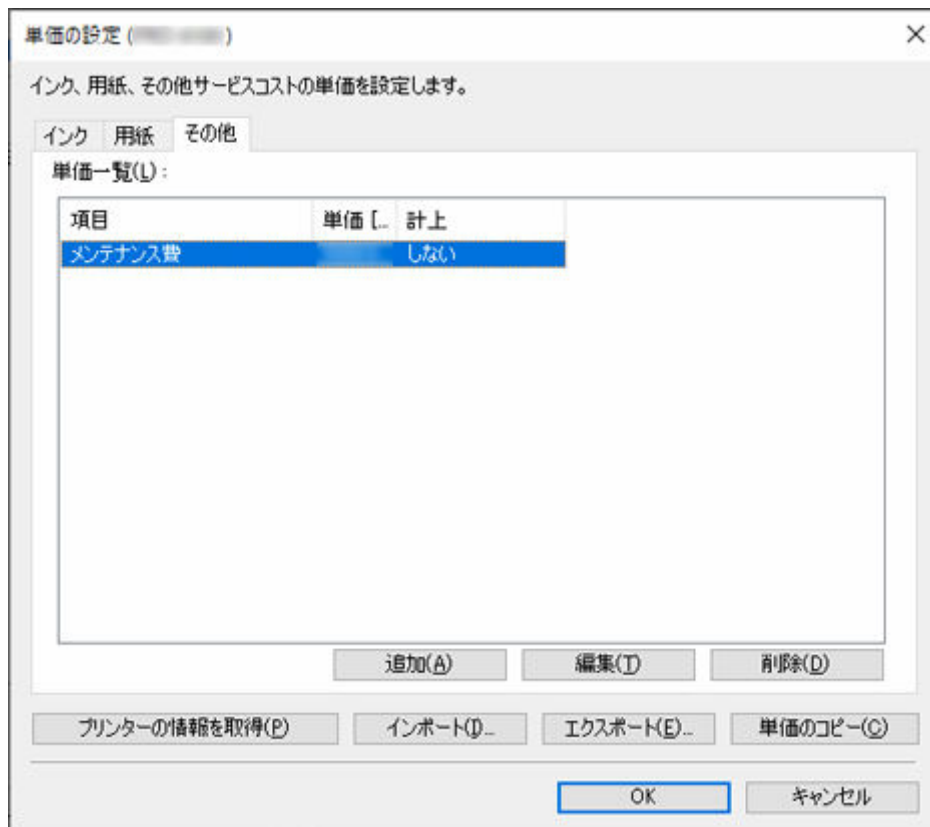 単価の設定 ( )
インク、用紙、その他サービスコストの単価を設定します。
インク 用紙 その他
単価一覧(L) :
項目 単価 [... 計上
メンテナンス費 しない
追加(A) 編集(T) 削除(D)
プリンターの情報を取得(P) インポート(I)... エクスポート(E)... 単価のコピー(C)
OK キャンセル